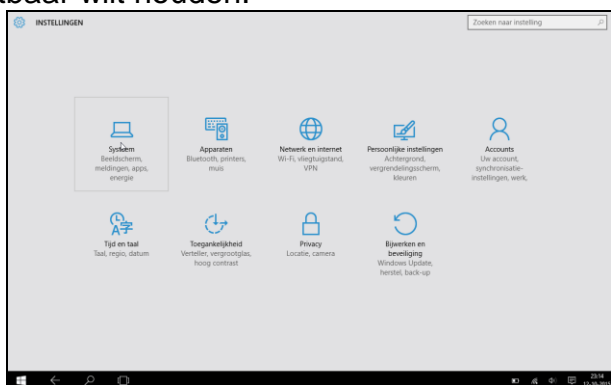 tbaar wilt houden.
INSTELLINGEN
Zoeken naar instelling
Systeem
Beeldscherm,
meldingen, apps,
energie
Apparaten
Bluetooth, printers,
muis
Netwerk en internet
Wi-Fi, vliegtuigstand,
VPN
Persoonlijke instellingen
Achtergrond,
vergrendelingsscherm,
kleuren
Accounts
Uw account,
synchronisatie-
instellingen, werk,
Tijd en taal
Taal, regio, datum
Toegankelijkheid
Verteller, vergrootglas,
hoog contrast
Privacy
Locatie, camera
Bijwerken en
beveiliging
Windows Update,
herstel, back-up
23:14